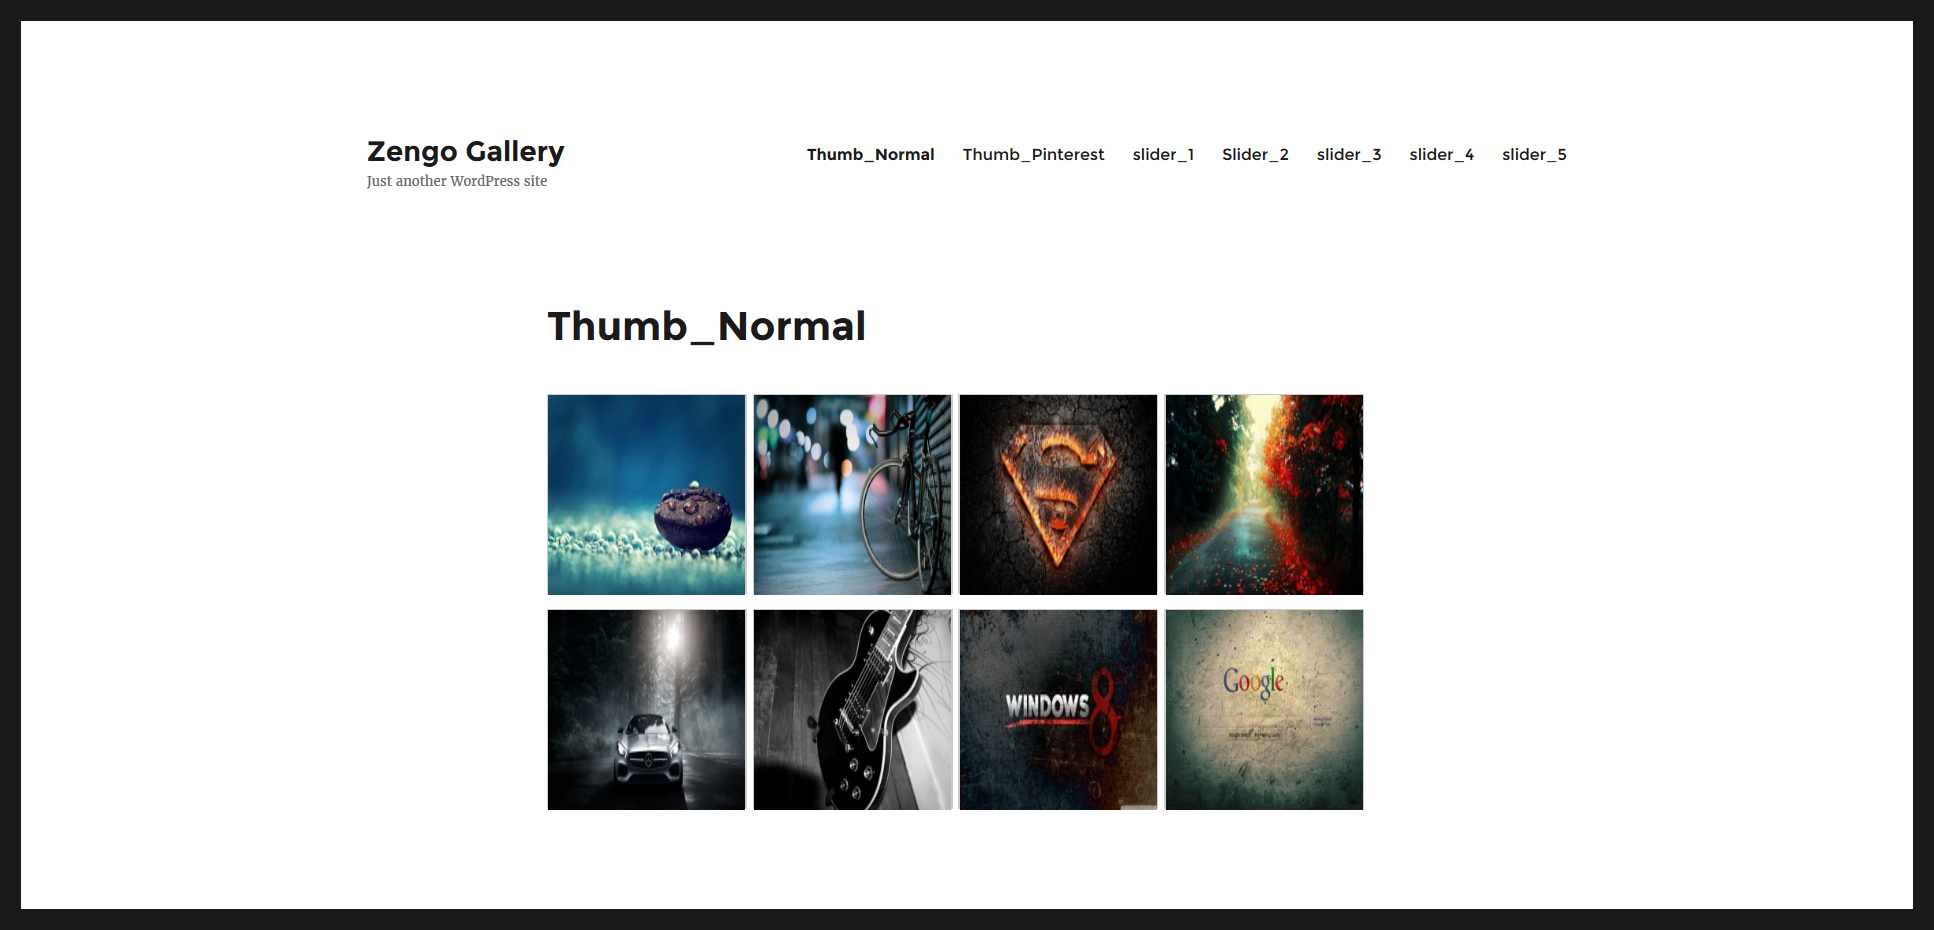 Zengo Gallery
Just another WordPress site
Thumb_Normal Thumb_Pinterest slider_1 Slider_2 slider_3 slider_4 slider_5
Thumb_Normal
WINDOWS 8
Google